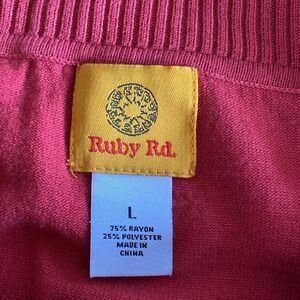 Ruby Rd.
L
75% RAYON
25% POLYESTER
MADE IN
CHINA